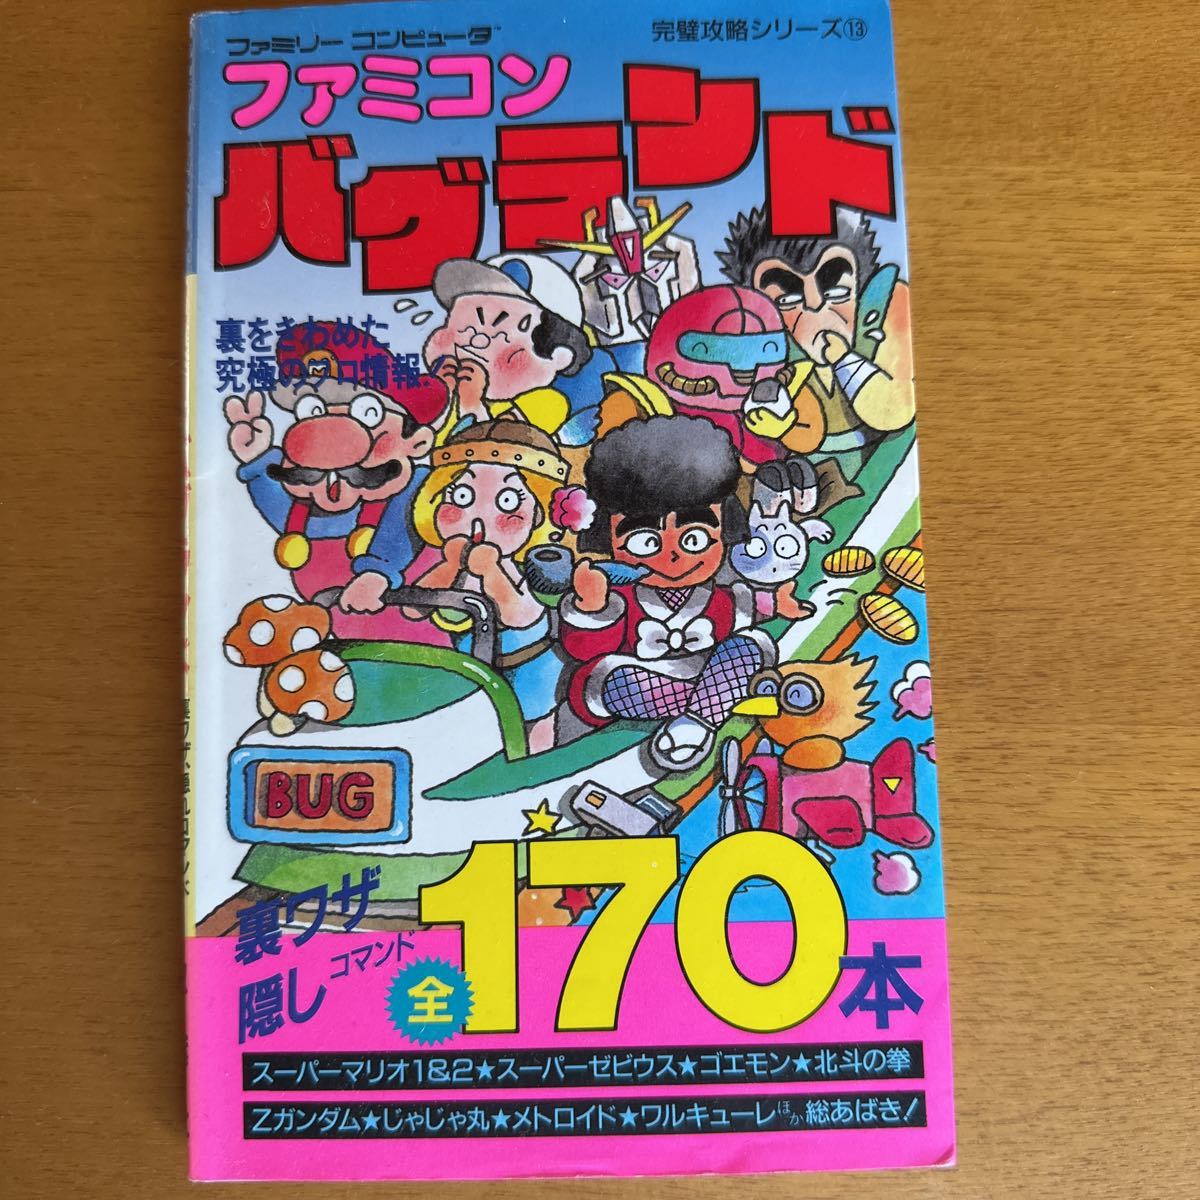 ファミリー コンピュータ™
完璧攻略シリーズ⑬
ファミコン
バグランド
裏をきわめた
究極のプロ情報!
BUG
裏ワザ
隠しコマンド
全170本
スーパーマリオ1&2★スーパーゼビウス★ゴエモン★北斗の拳
Zガンダム★じゃじゃ丸★メトロイド★ワルキューレほか総あばき!